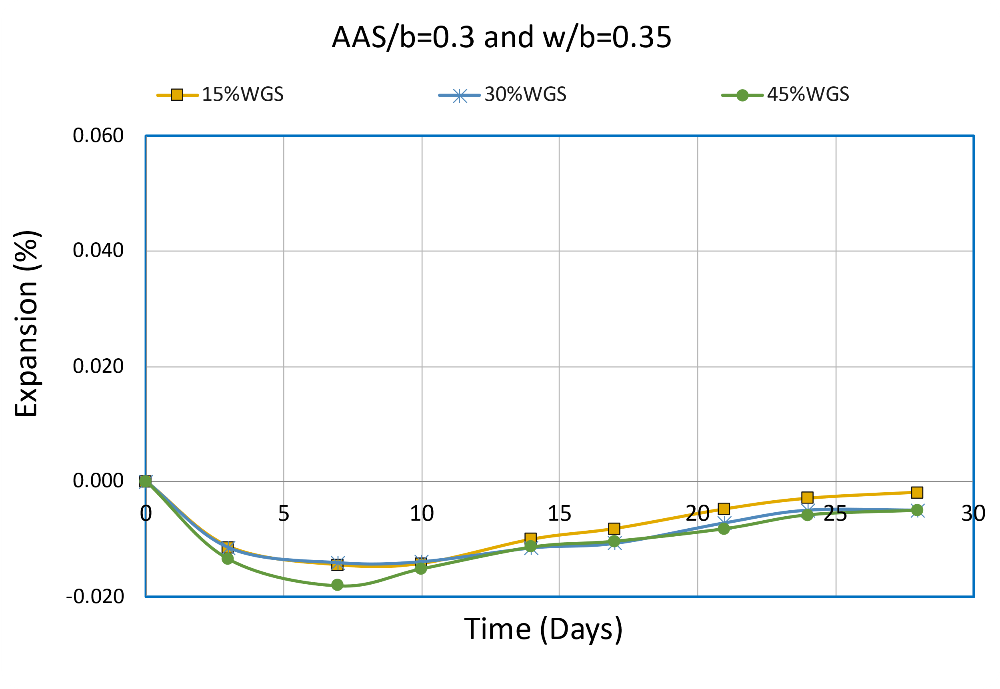 AAS/b=0.3 and w/b=0.35
15%WGS 30%WGS 45%WGS
0.060
0.040
0.020
0.000
-0.020
Expansion (%)
0 5 10 15 20 25 30
Time (Days)